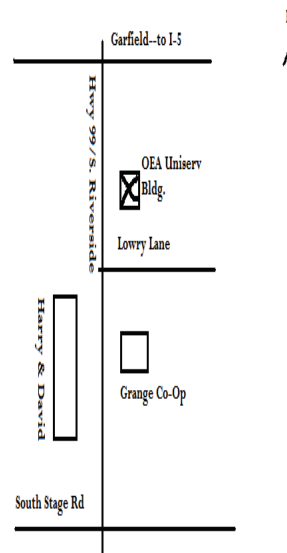 Garfield--to I-5
Hwy 99/S. Riverside
OEA Uniserv
Bldg.
Lowry Lane
Harry & David
Grange Co-Op
South Stage Rd